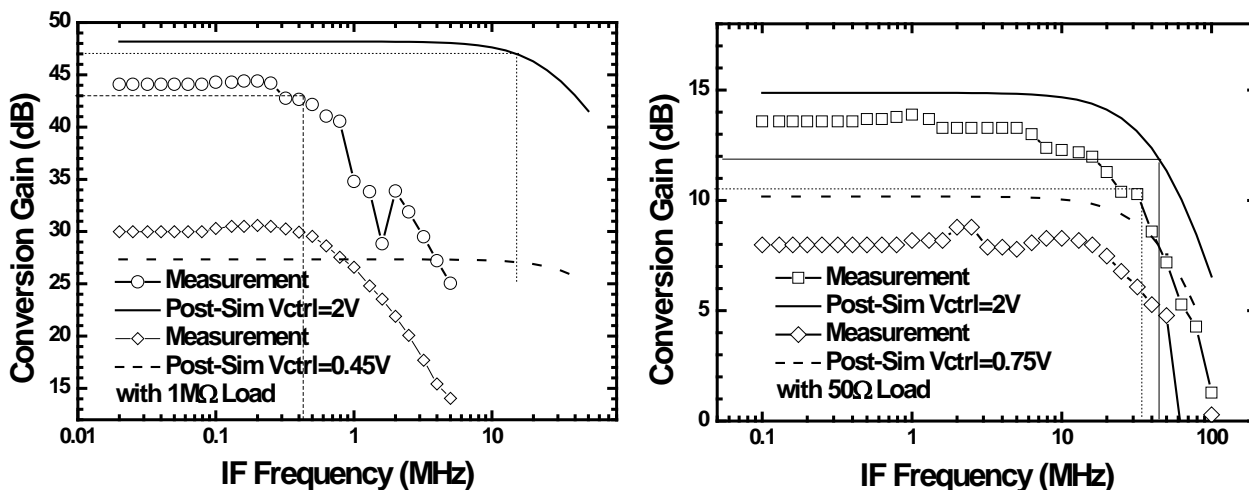 Conversion Gain (dB)
50
45
40
35
30
25
20
15
Measurement
Post-Sim Vctrl=2V
Measurement
Post-Sim Vctrl=0.45V
with 1MΩ Load
0.01
0.1
1
10
IF Frequency (MHz)
Conversion Gain (dB)
15
10
5
0
Measurement
Post-Sim Vctrl=2V
Measurement
Post-Sim Vctrl=0.75V
with 50Ω Load
0.1
1
10
100
IF Frequency (MHz)